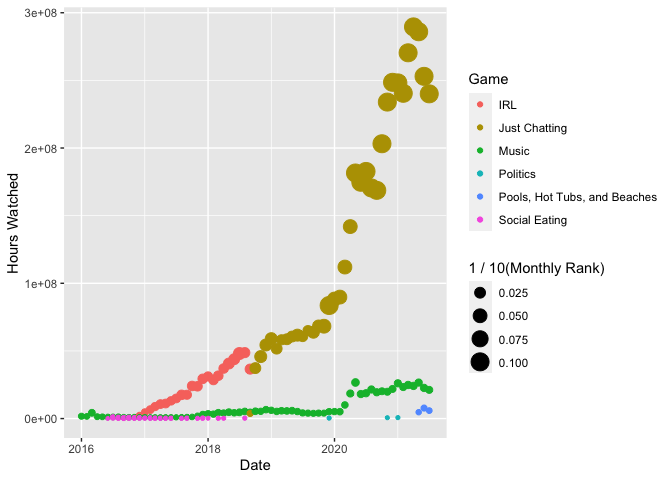 3e+08
2e+08
1e+08
0e+00
Hours Watched
2016
2018
2020
Date
Game
IRL
Just Chatting
Music
Politics
Pools, Hot Tubs, and Beaches
Social Eating
1 / 10(Monthly Rank)
0.025
0.050
0.075
0.100